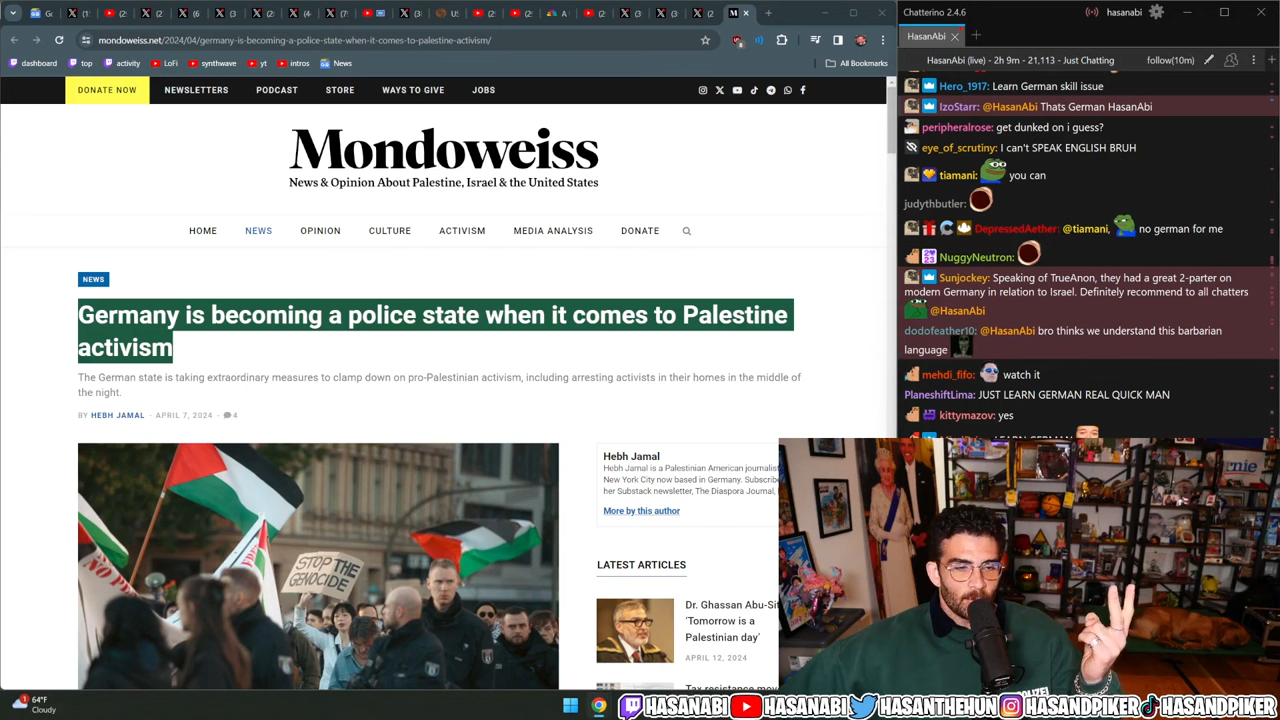 mondoweiss.net/2024/04/germany-is-becoming-a-police-state-when-it-comes-to-palestine-activism/
dashboard
top
activity
LoFi
synthwave
yt
intros
News
All Bookmarks
DONATE NOW
NEWSLETTER
PODCAST
STORE
WAYS TO GIVE
JOBS
Mondoweiss
News & Opinion About Palestine, Israel & the United States
HOME
NEWS
OPINION
CULTURE
ACTIVISM
MEDIA ANALYSIS
DONATE
NEWS
Germany is becoming a police state when it comes to Palestine
activism
The German state is taking extraordinary measures to clamp down on pro-Palestinian activism, including arresting activists in their homes in the middle of
the night.
BY HEBH JAMAL - APRIL 7, 2024 - 4
STOP THE
GENOCIDE
Hebh Jamal
Hebh Jamal is a Palestinian American journalist
New York City now based in Germany. Subscribe
her Substack newsletter, The Diaspora Journal,
More by this author
LATEST ARTICLES
Dr. Ghassan Abu-Sit
'Tomorrow is a
Palestinian day'
APRIL 12, 2024
Tax resistance mov
64°F
Cloudy
Chatterino 2.4.6
hasanabi
HasanAbi
HasanAbi (live) - 2h 9m - 21,113 - Just Chatting
follow(10m)
Hero_1917: Learn German skill issue
IzoStarr: @HasanAbi Thats German HasanAbi
peripheralrose: get dunked on i guess?
eye_of_scrutiny: I can't SPEAK ENGLISH BRUH
tiamani: you can
judythbutler:
DepressedAether: @tiamani, no german for me
NuggyNeutron:
Sunjockey: Speaking of TrueAnon, they had a great 2-parter on
modern Germany in relation to Israel. Definitely recommend to all chatters
@HasanAbi
dodofeather10: @HasanAbi bro thinks we understand this barbarian
language
mehdi_fifo: watch it
PlaneshiftLima: JUST LEARN GERMAN REAL QUICK MAN
kittymazov: yes
ernie
POLIZEI
HASANABI
HASANABI
HASANTHEHUN
HASANDPIKER
HASANDPIKER